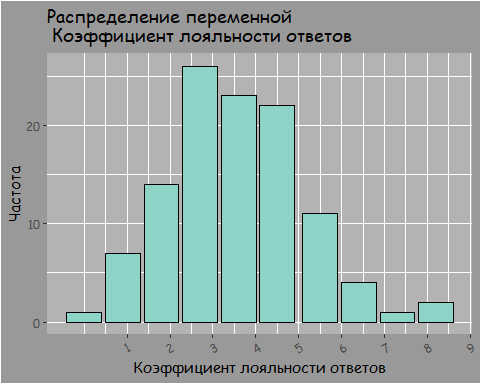 Распределение переменной
Коэффициент лояльности ответов
Частота
20
10
0
1 2 3 4 5 6 7 8 9
Коэффициент лояльности ответов